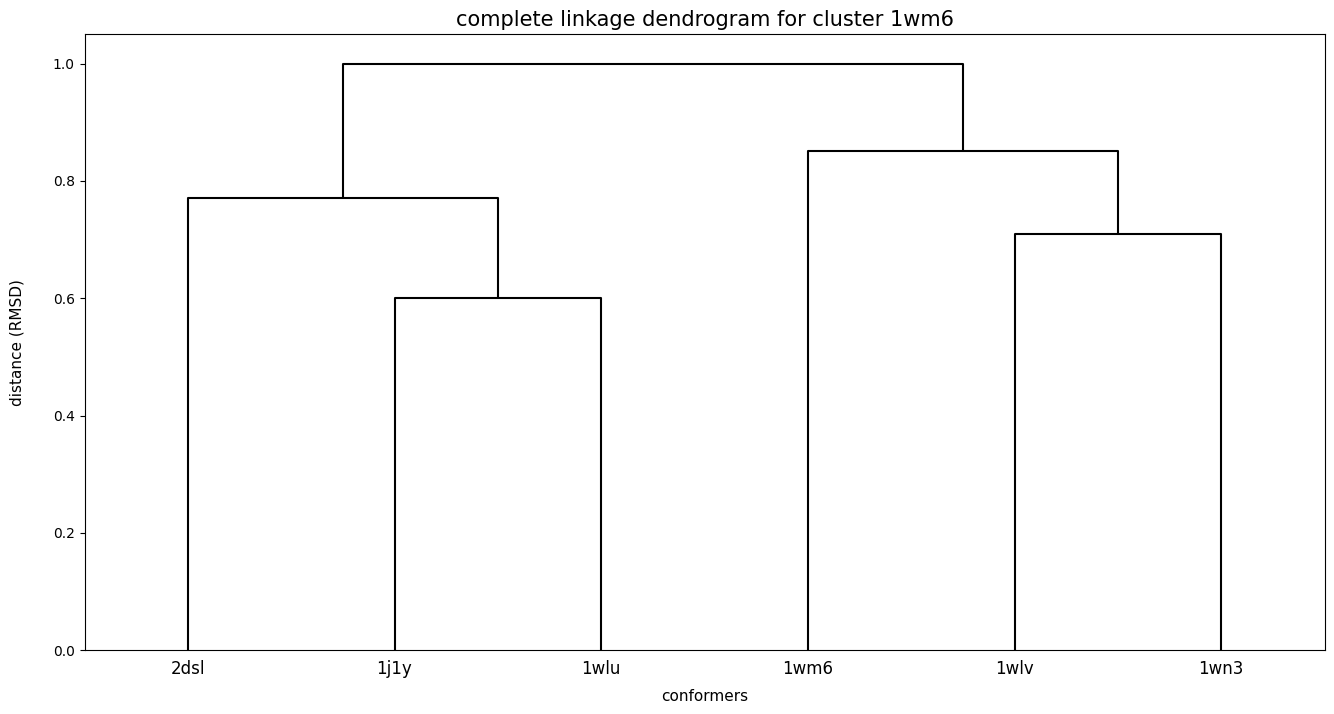 complete linkage dendrogram for cluster 1wm6
1.0
0.8
0.6
0.4
0.2
0.0
distance (RMSD)
2dsl 1j1y 1wlu 1wm6 1wlv 1wn3
conformers